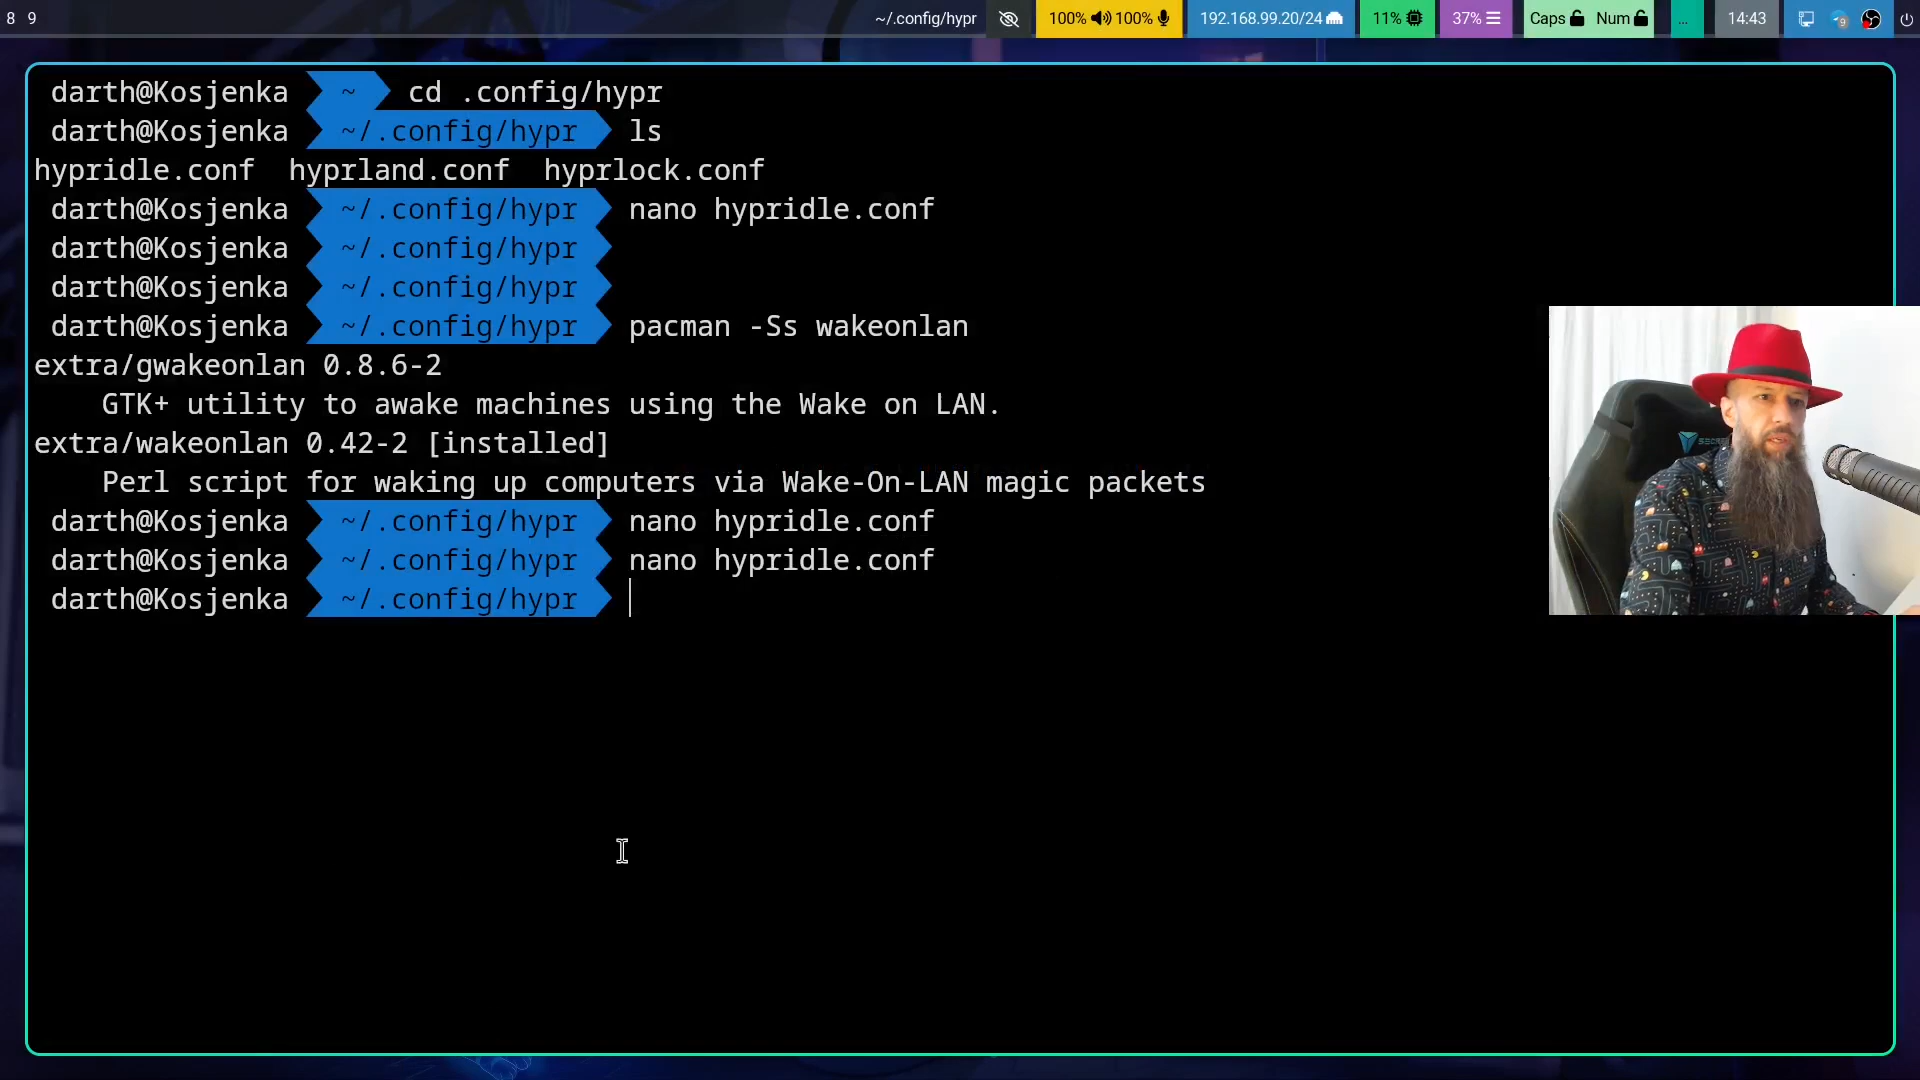 8 9 ~/.config/hypr 100% 100% 192.168.99.20/24 11% 37% Caps Num ... 14:43 9
darth@Kosjenka ~ cd .config/hypr
darth@Kosjenka ~/.config/hypr ls
hypridle.conf hyprland.conf hyprlock.conf
darth@Kosjenka ~/.config/hypr nano hypridle.conf
darth@Kosjenka ~/.config/hypr
darth@Kosjenka ~/.config/hypr
darth@Kosjenka ~/.config/hypr pacman -Ss wakeonlan
extra/gwakeonlan 0.8.6-2
GTK+ utility to awake machines using the Wake on LAN.
extra/wakeonlan 0.42-2 [installed]
Perl script for waking up computers via Wake-On-LAN magic packets
darth@Kosjenka ~/.config/hypr nano hypridle.conf
darth@Kosjenka ~/.config/hypr nano hypridle.conf
darth@Kosjenka ~/.config/hypr